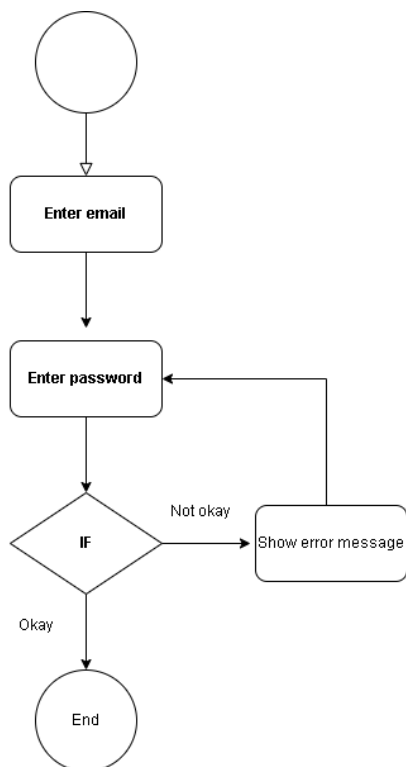 Enter email
Enter password
Not okay
IF
Show error message
Okay
End